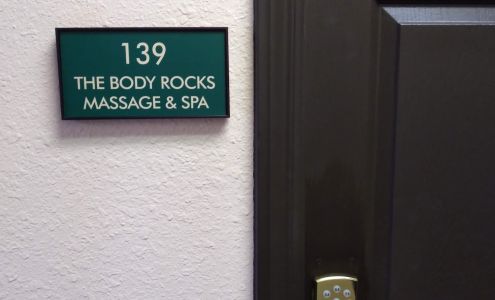 139
THE BODY ROCKS
MASSAGE & SPA